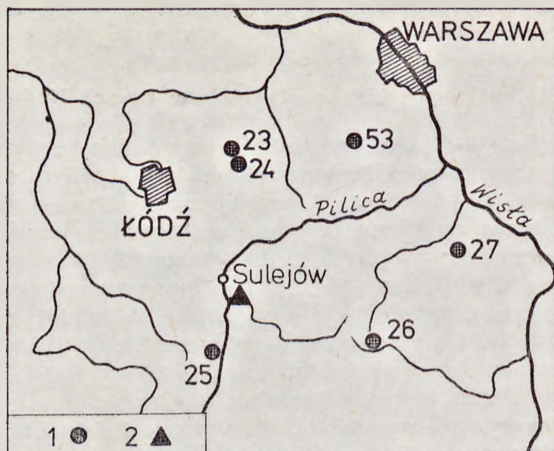 WARSZAWA
23
24
53
ŁÓDŹ
Pilica
Wisła
27
Sulejów
26
25
1 2